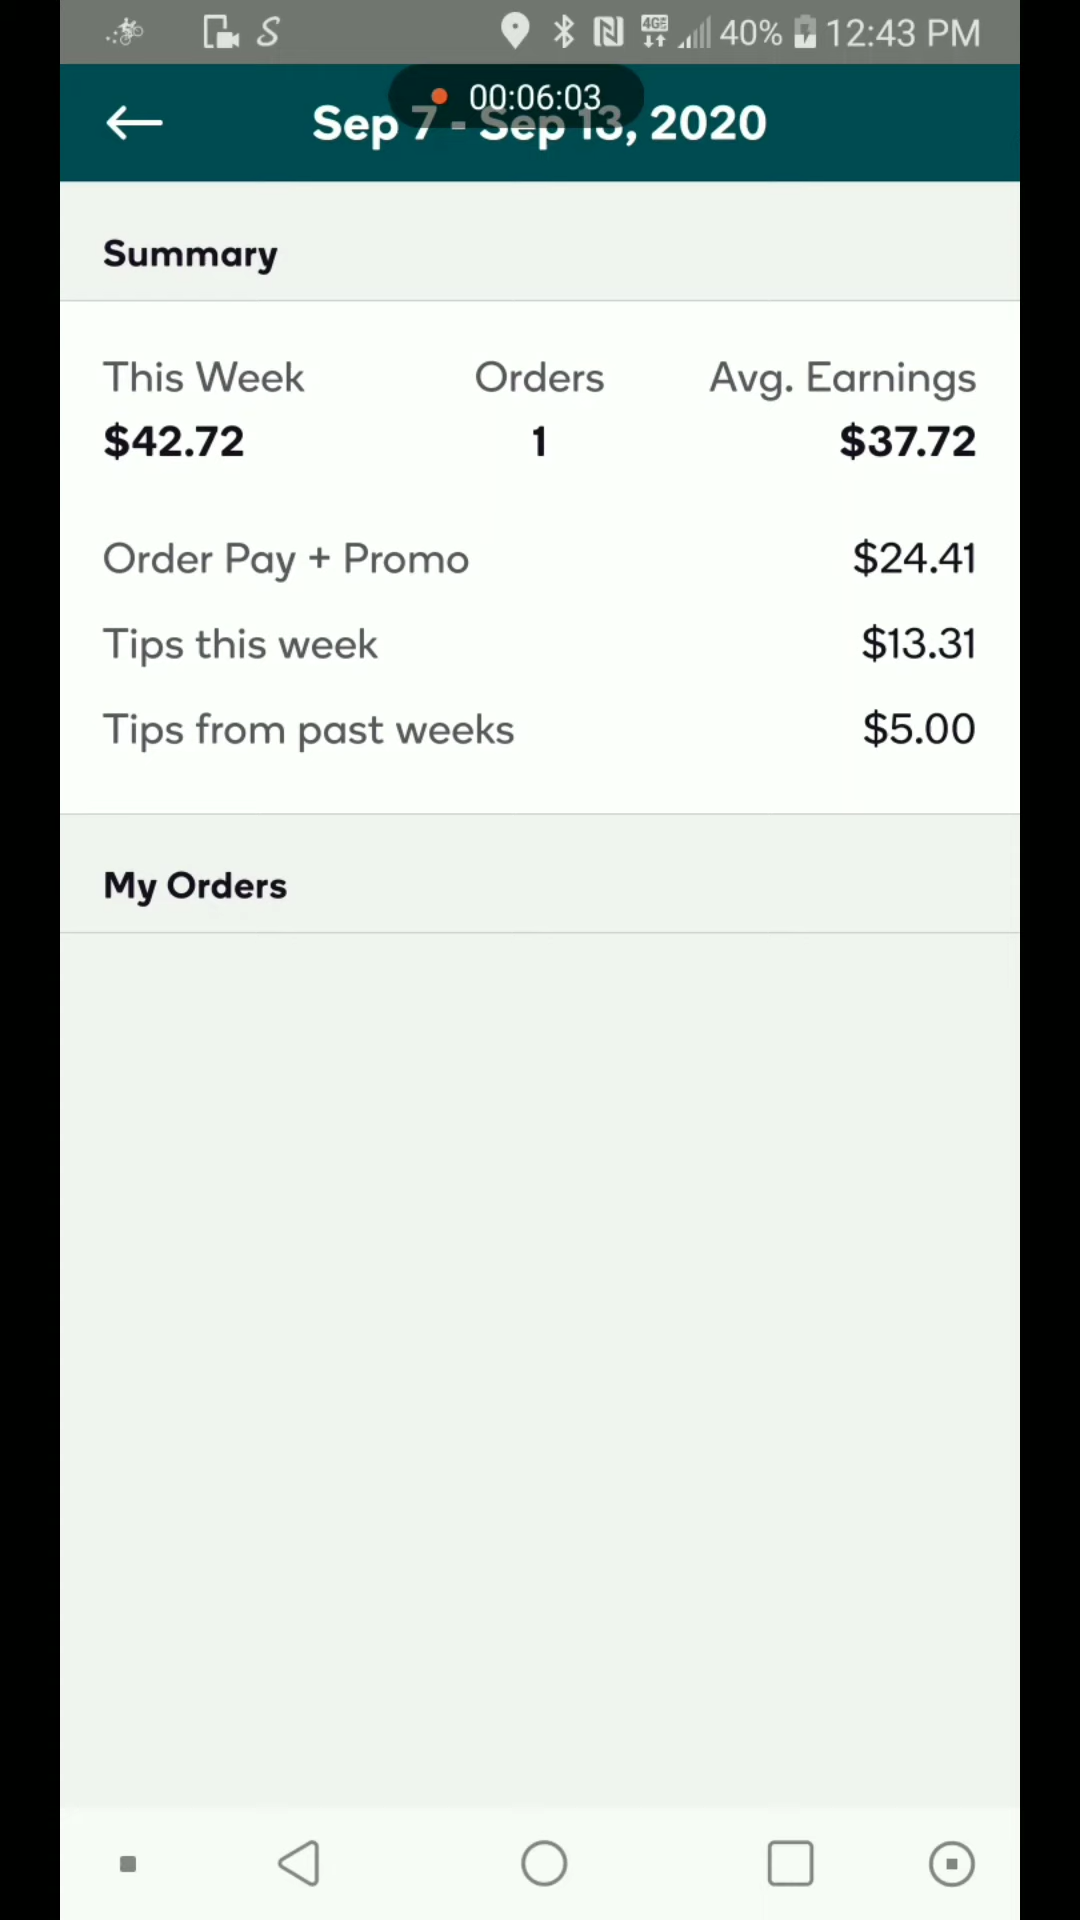 S 4GE 40% 12:43 PM
00:06:03
Sep 7 - Sep 13, 2020
Summary
This Week Orders Avg. Earnings
$42.72 1 $37.72
Order Pay + Promo $24.41
Tips this week $13.31
Tips from past weeks $5.00
My Orders